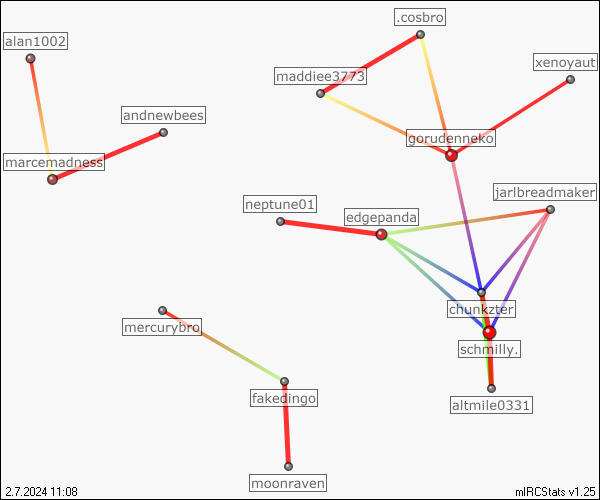 .cosbro
alan1002
xenoyaut
maddiee3773
andnewbees
gorudenneko
marcemadness
jarlbreadmaker
neptune01
edgepanda
chunkzter
mercurybro
schmilly.
fakedingo
altmile0331
moonraven
2.7.2024 11:08
mIRCStats v1.25